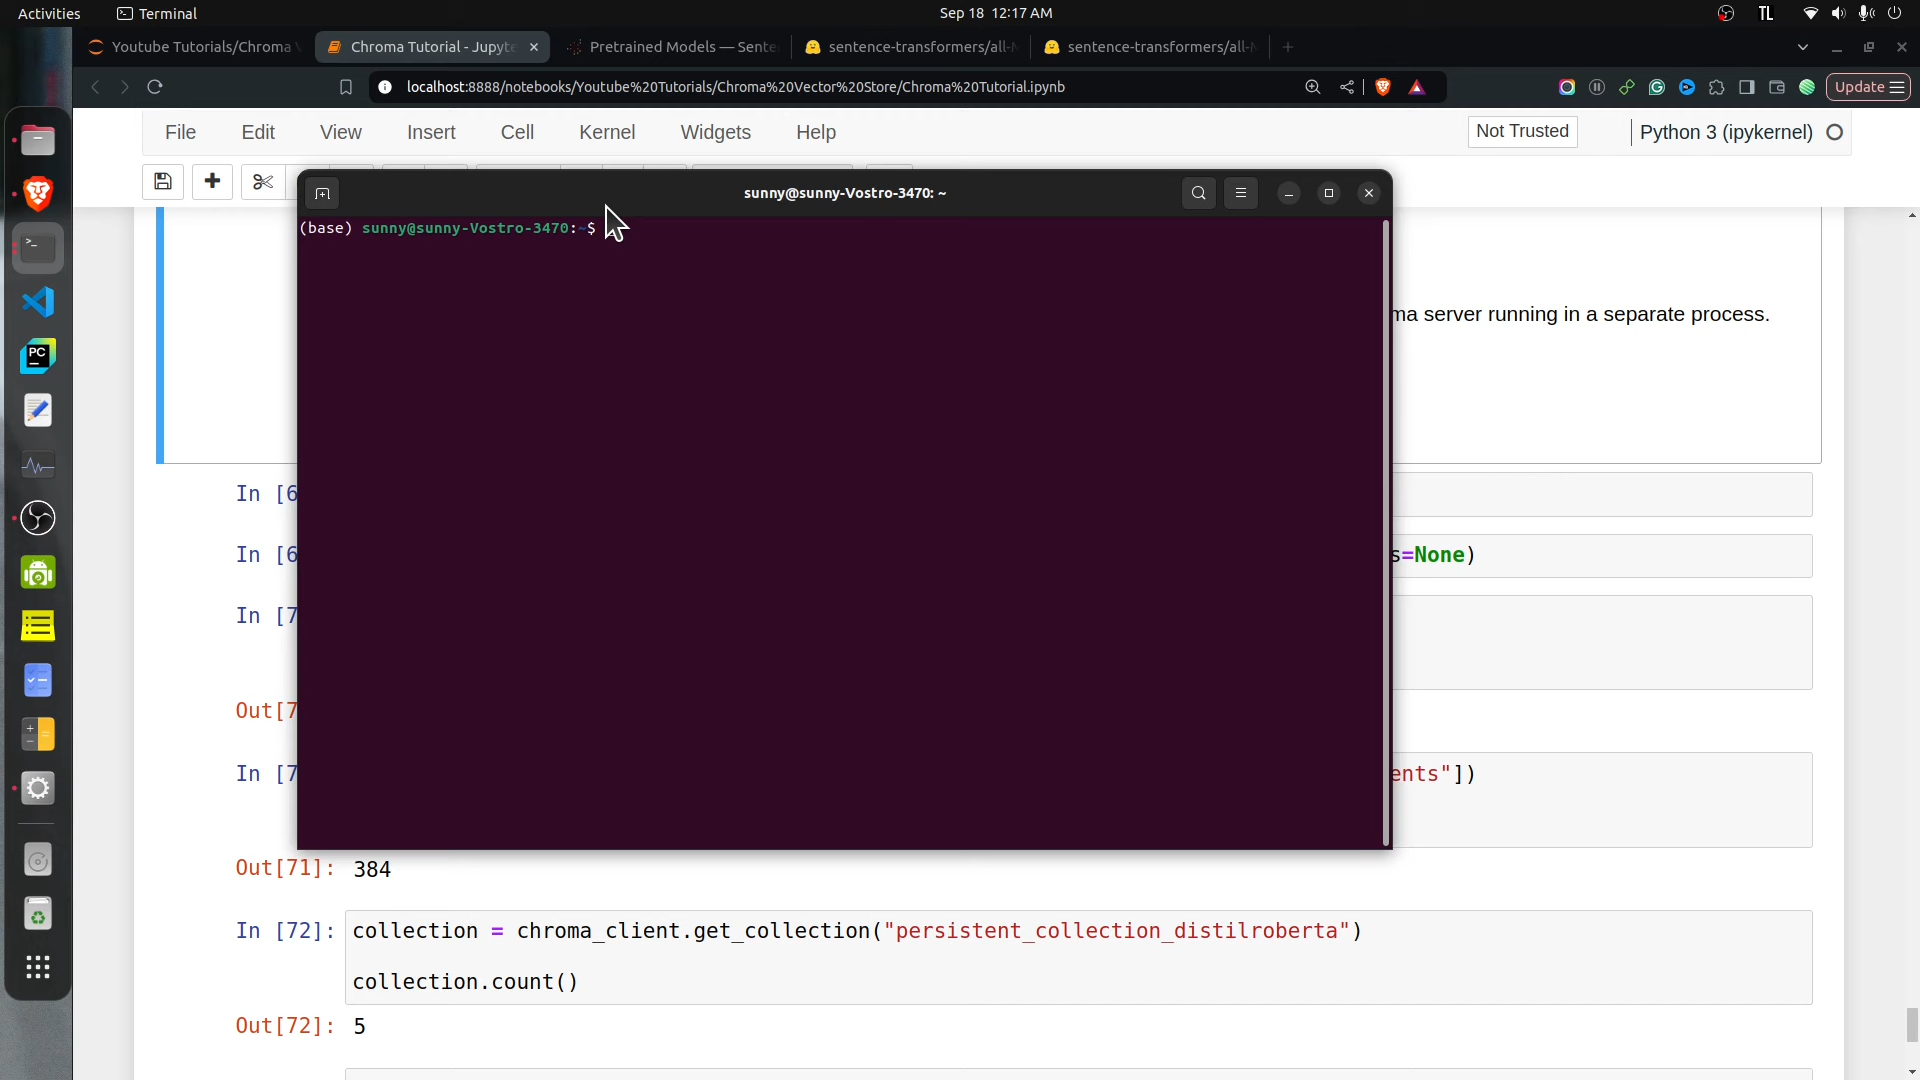 Activities
Terminal
Sep 18 12:17 AM
TL
Youtube Tutorials/Chroma
Chroma Tutorial - Jupyte
Pretrained Models — Sente
sentence-transformers/all-
sentence-transformers/all-
localhost:8888/notebooks/Youtube%20Tutorials/Chroma%20Vector%20Store/Chroma%20Tutorial.ipynb
Update
File Edit View Insert Cell Kernel Widgets Help
Not Trusted
Python 3 (ipykernel)
sunny@sunny-Vostro-3470: ~
(base) sunny@sunny-Vostro-3470:~$
ma server running in a separate process.
In [6
In [6
s=None)
In [7
Out[7
In [7
ents"])
Out[71]: 384
In [72]: collection = chroma_client.get_collection("persistent_collection_distilroberta")
collection.count()
Out[72]: 5
PC